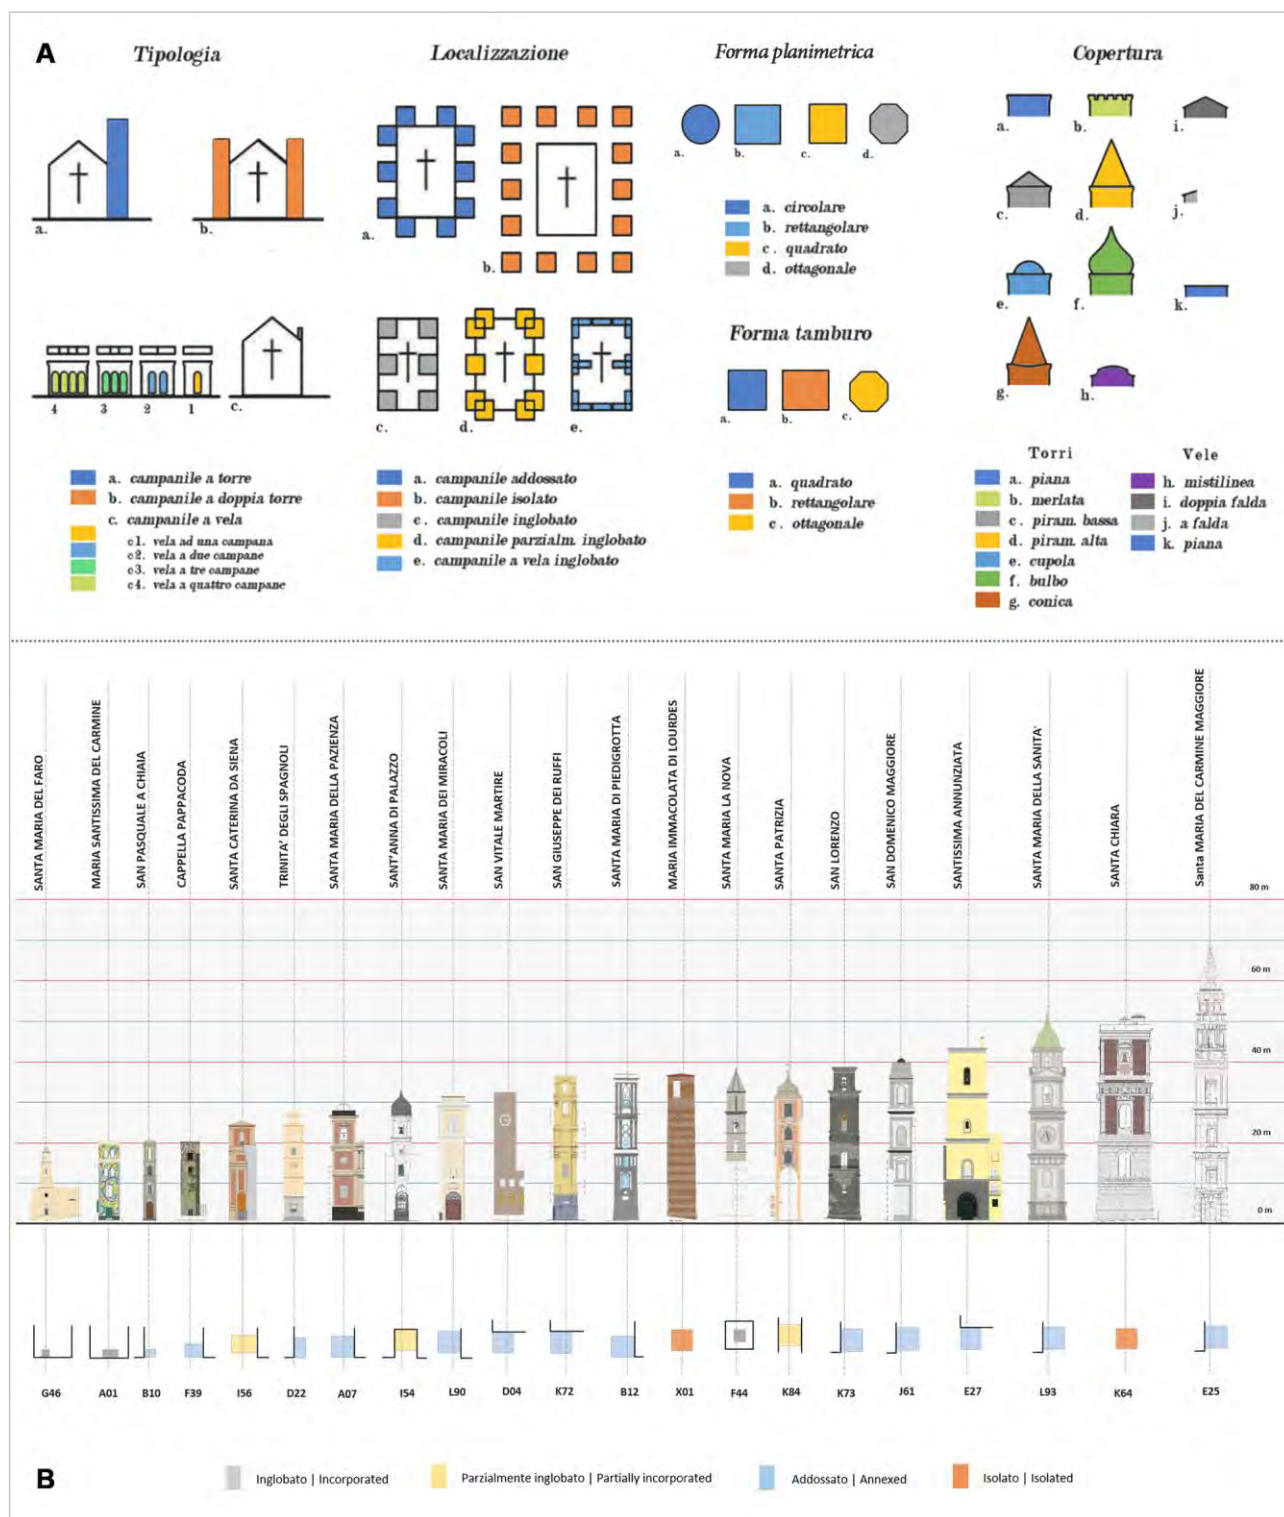 A
Tipologia
Localizzazione
Forma planimetrica
Copertura
a.
b.
4
3
2
1
c.
a. campanile a torre
b. campanile a doppia torre
c. campanile a vela
c1. vela ad una campana
c2. vela a due campane
c3. vela a tre campane
c4. vela a quattro campane
a.
b.
c.
d.
e.
a. campanile addossato
b. campanile isolato
c. campanile inglobato
d. campanile parzialm. inglobato
e. campanile a vela inglobato
a.
b.
c.
d.
a. circolare
b. rettangolare
c. quadrato
d. ottagonale
Forma tamburo
a.
b.
c.
a. quadrato
b. rettangolare
c. ottagonale
a.
b.
i.
c.
d.
j.
e.
f.
k.
g.
h.
Torri
a. piana
b. merlata
c. piram. bassa
d. piram. alta
e. cupola
f. bulbo
g. conica
Vele
h. mistilinea
i. doppia falda
j. a falda
k. piana
SANTA MARIA DEL FARO
MARIA SANTISSIMA DEL CARMINE
SAN PASQUALE A CHIAIA
CAPPELLA PAPPACODA
SANTA CATERINA DA SIENA
TRINITA' DEGLI SPAGNOLI
SANTA MARIA DELLA PAZIENZA
SANT'ANNA DI PALAZZO
SANTA MARIA DEI MIRACOLI
SAN VITALE MARTIRE
SAN GIUSEPPE DEI RUFFI
SANTA MARIA DI PIEDIGROTTA
MARIA IMMACOLATA DI LOURDES
SANTA MARIA LA NOVA
SANTA PATRIZIA
SAN LORENZO
SAN DOMENICO MAGGIORE
SANTISSIMA ANNUNZIATA
SANTA MARIA DELLA SANITA'
SANTA CHIARA
Santa MARIA DEL CARMINE MAGGIORE
80 m
60 m
40 m
20 m
0 m
G46
A01
B10
F39
I56
D22
A07
I54
L90
D04
K72
B12
X01
F44
K84
K73
J61
E27
L93
K64
E25
B
Inglobato | Incorporated
Parzialmente inglobato | Partially incorporated
Addossato | Annexed
Isolato | Isolated